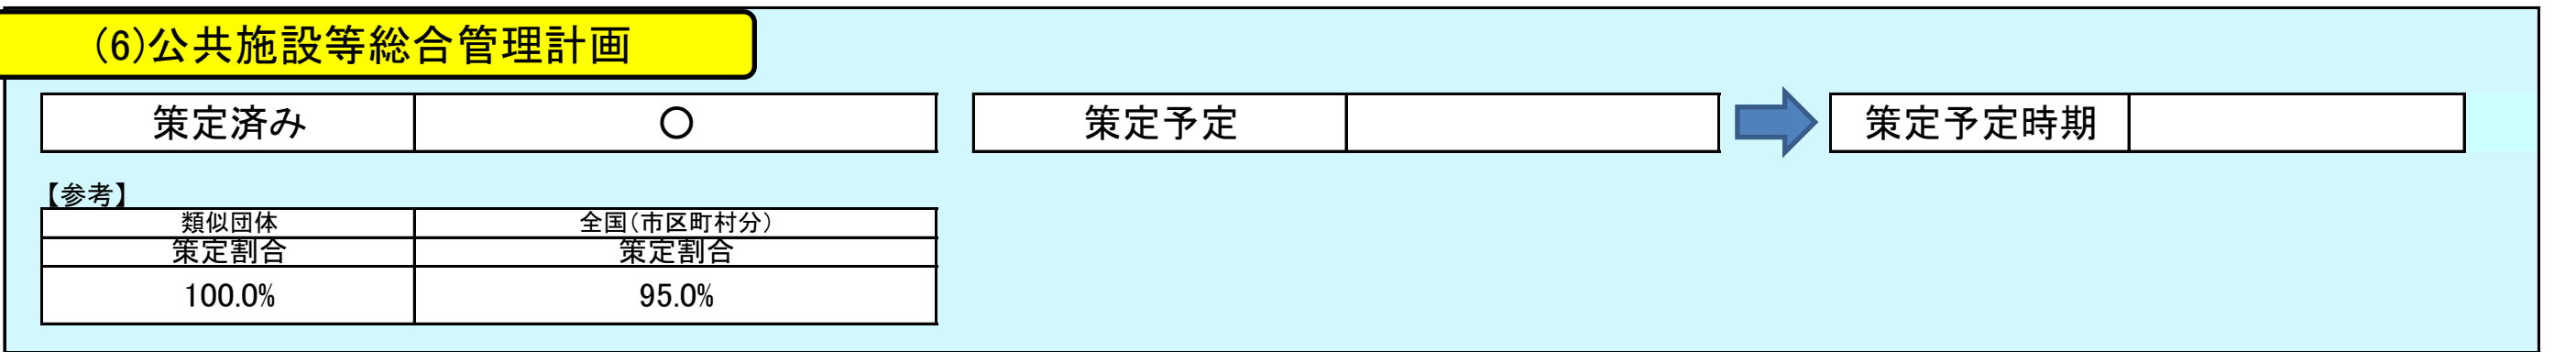 (6)公共施設等総合管理計画
策定済み 〇 策定予定 策定予定時期
【参考】
類似団体 全国（市区町村分）
策定割合 策定割合
100.0% 95.0%